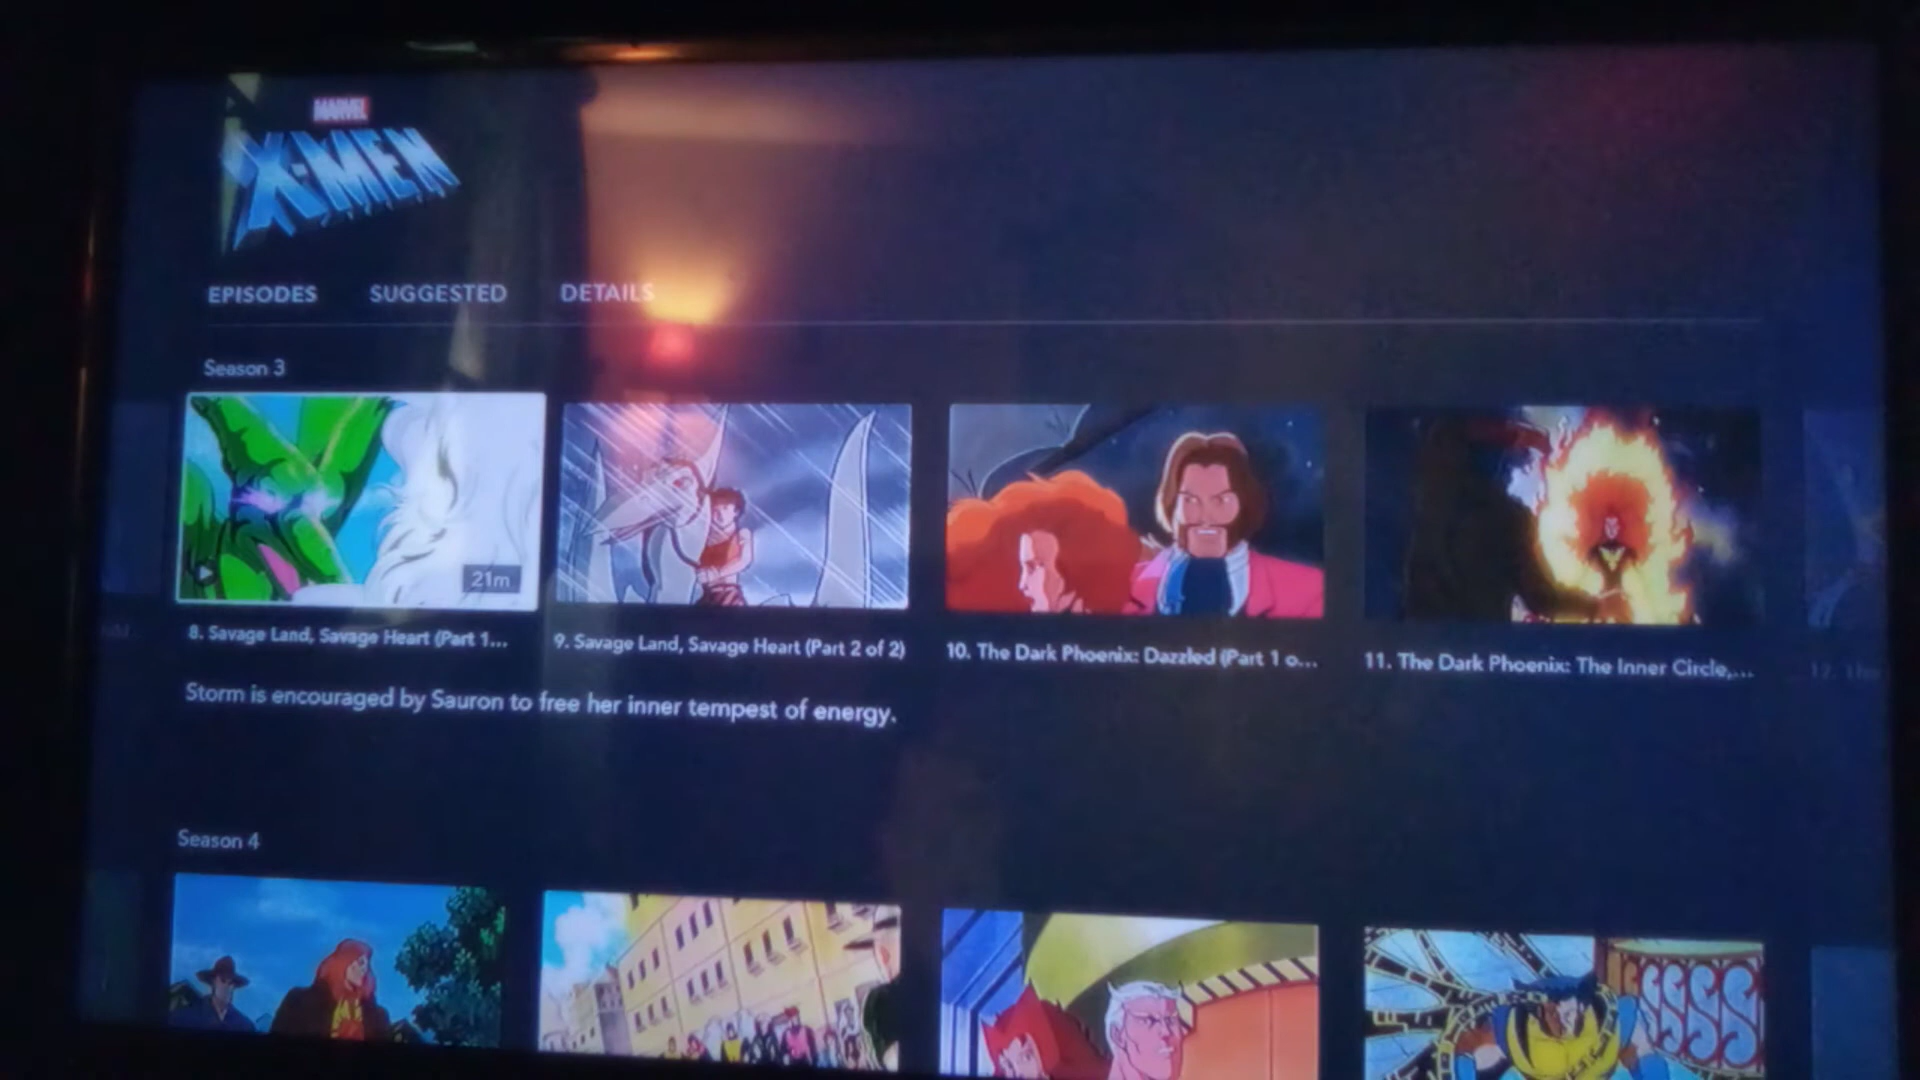 MARVEL
X-MEN
EPISODES SUGGESTED DETAILS
Season 3
21m
8. Savage Land, Savage Heart (Part 1... 9. Savage Land, Savage Heart (Part 2 of 2) 10. The Dark Phoenix: Dazzled (Part 1 o... 11. The Dark Phoenix: The Inner Circle,... 12.
Storm is encouraged by Sauron to free her inner tempest of energy.
Season 4